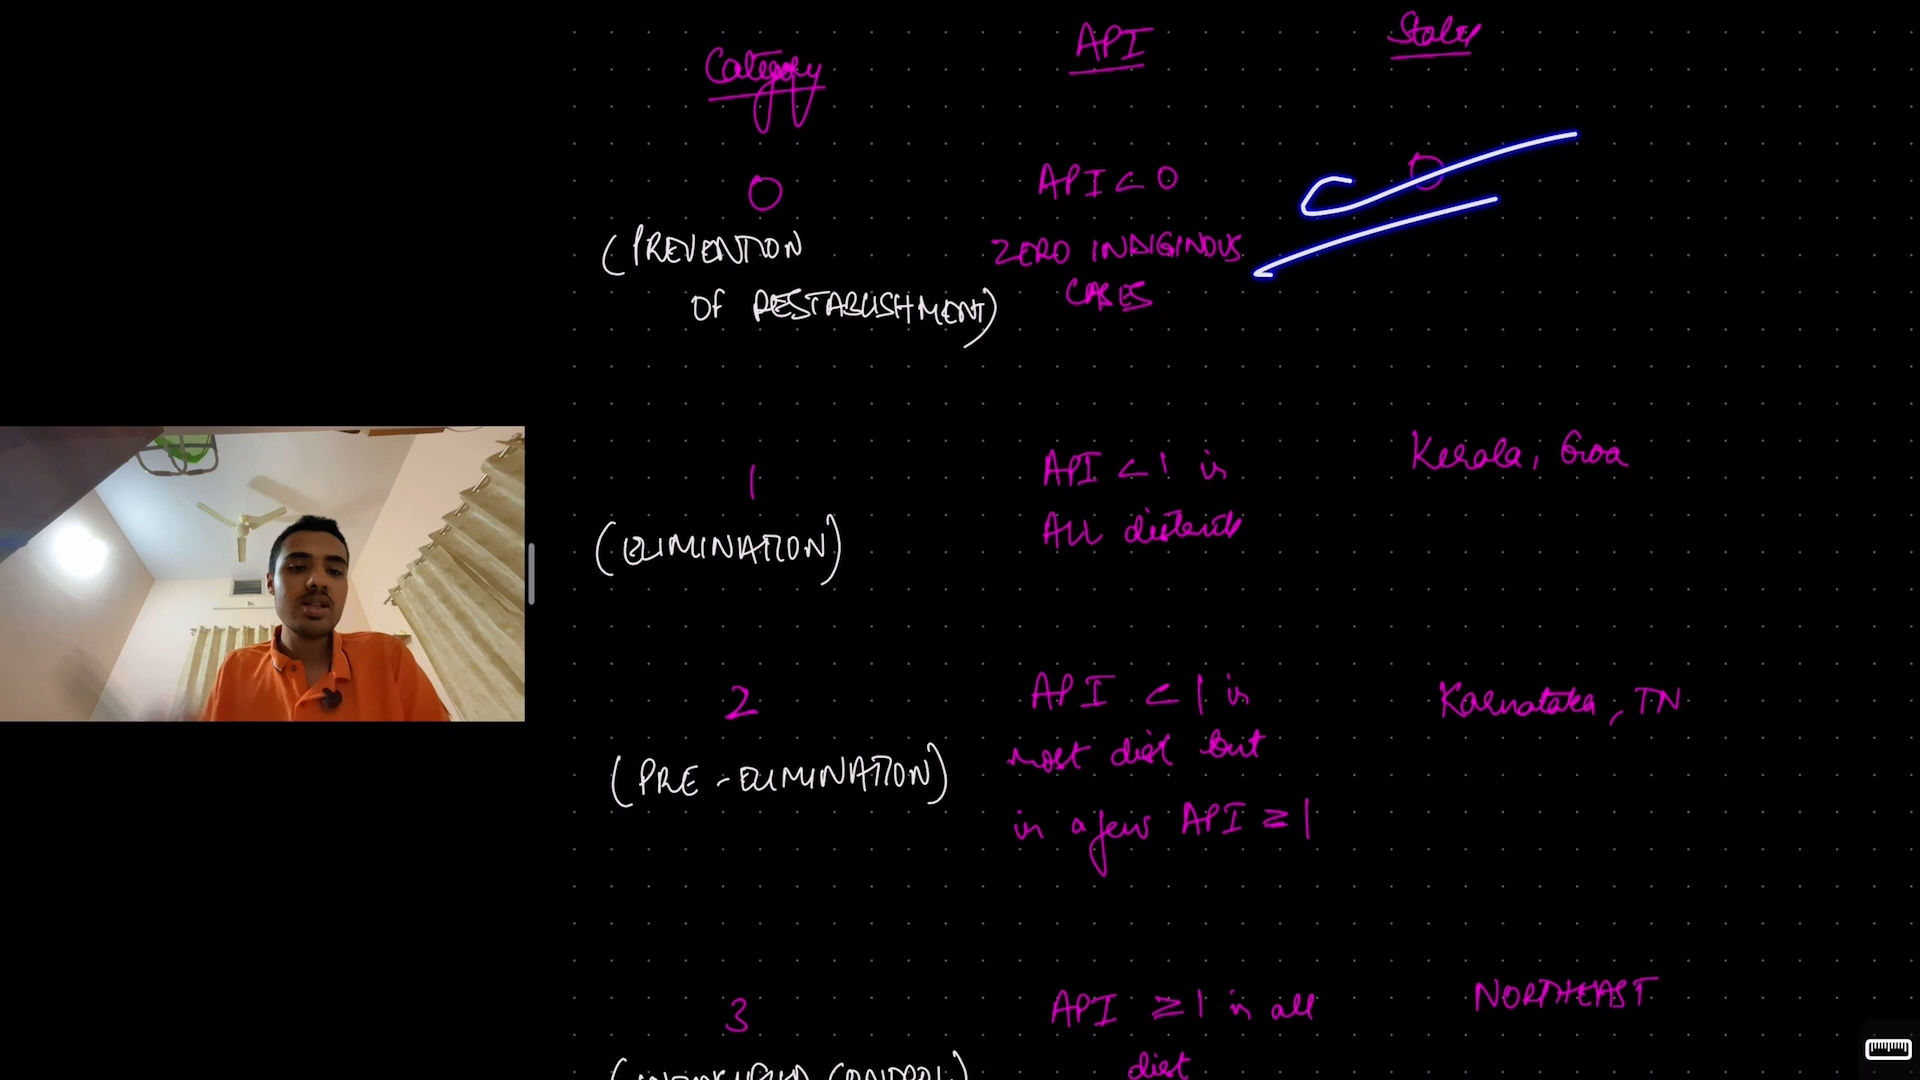 Category API States
0 API < 0 0
(PREVENTION ZERO INDIGINOUS
OF RESTABLISHMENT) CASES
1 API < 1 in Kerala, Goa
(ELIMINATION) ALL districts
2 API < 1 in Karnataka, TN
(PRE-ELIMINATION) most dist but
in a few API ≥ 1
3 API ≥ 1 in all NORTHEAST
CONTROL) dist